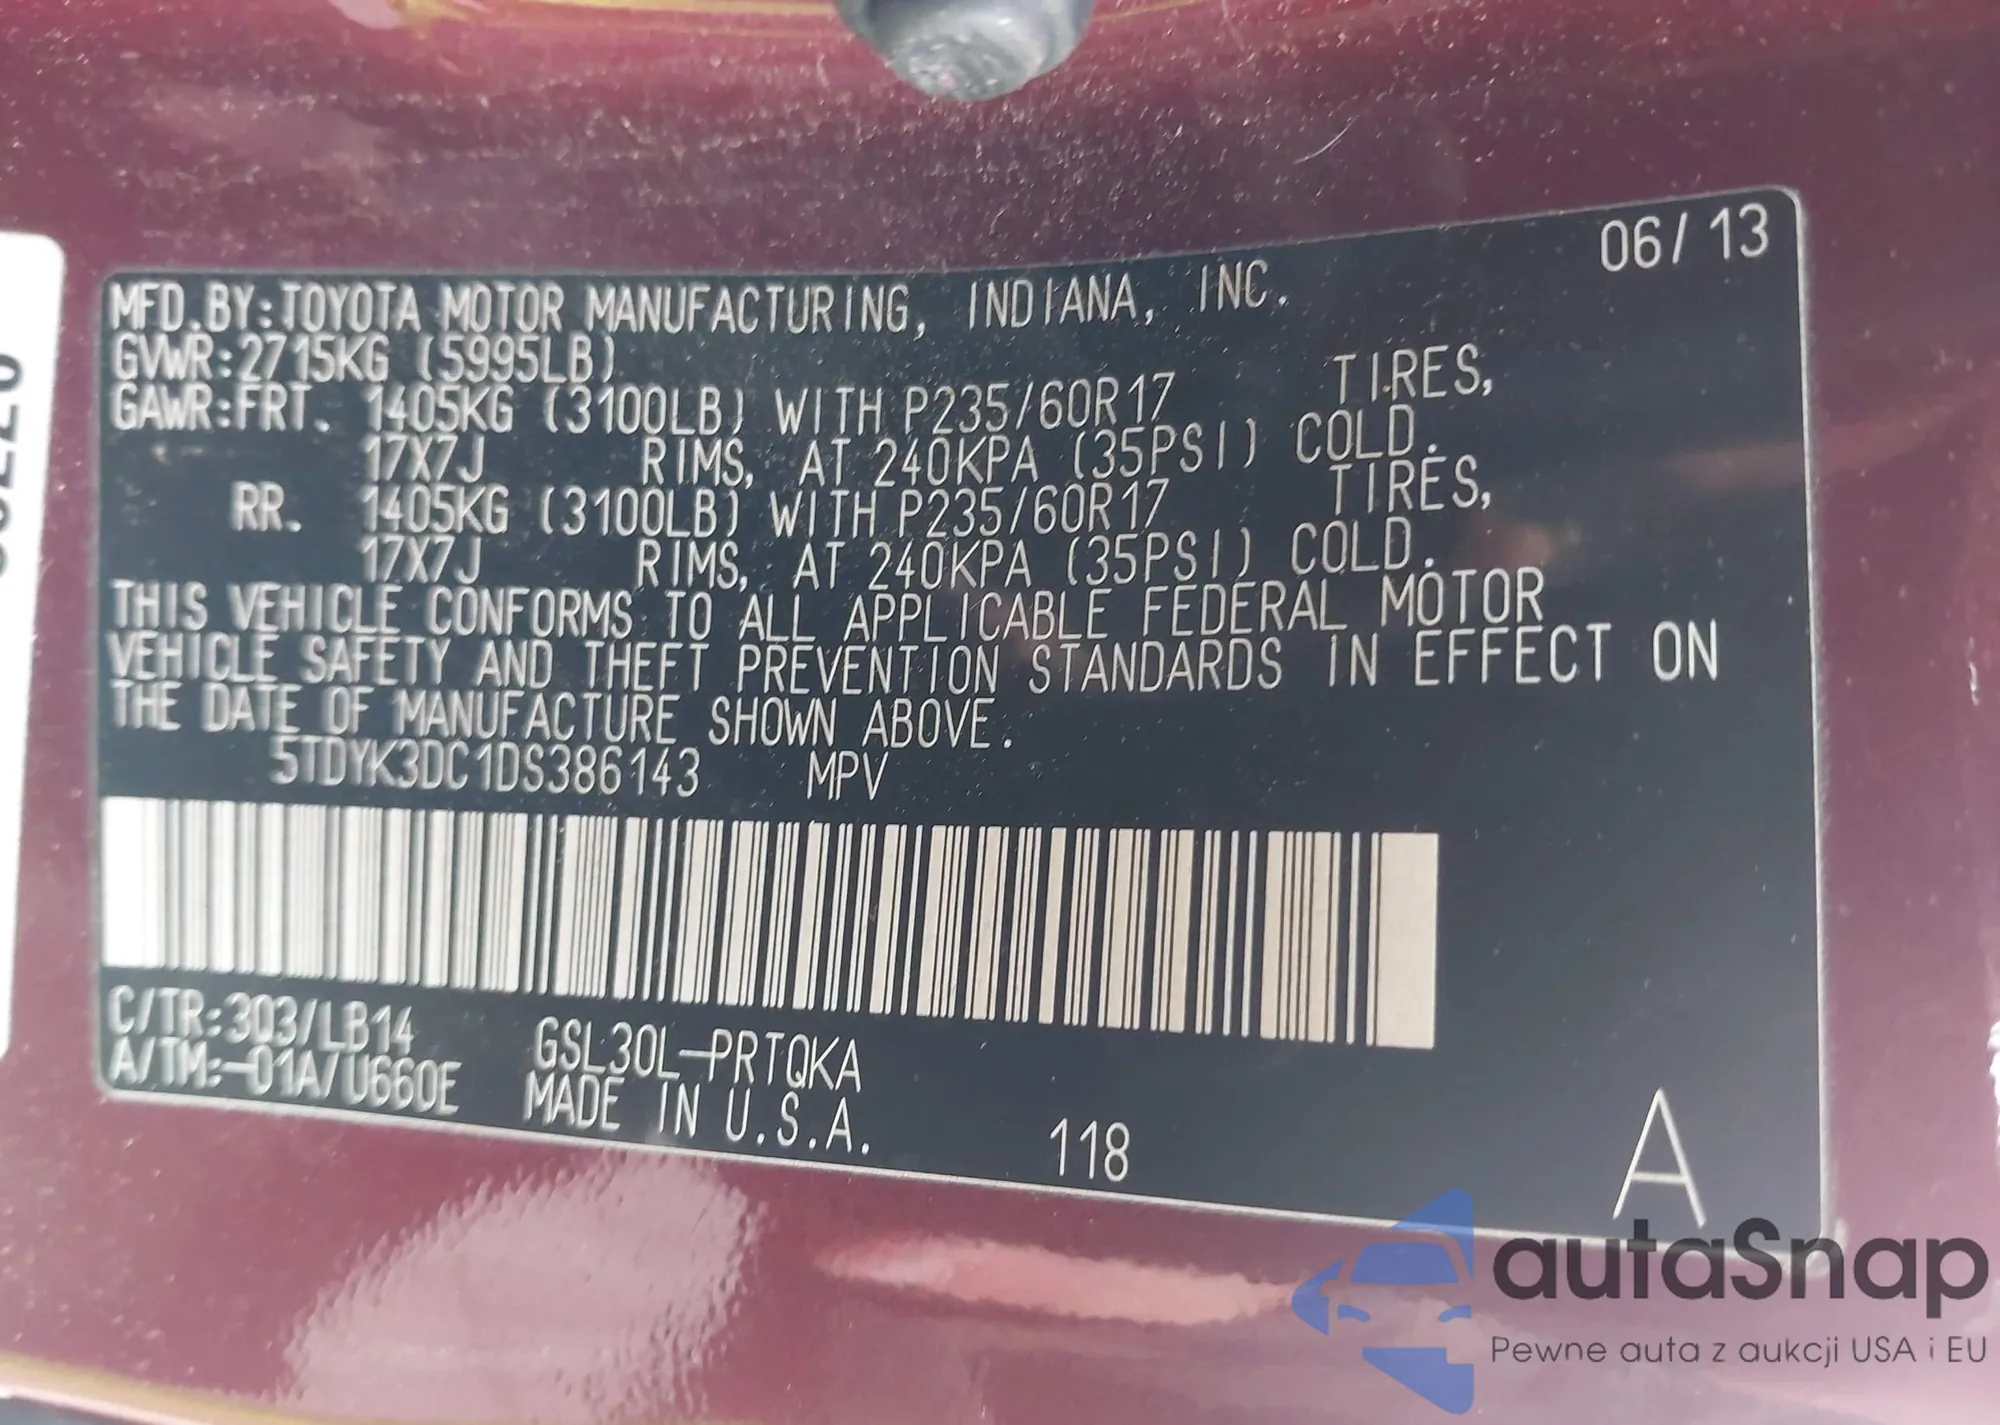 06/13
MFD.BY:TOYOTA MOTOR MANUFACTURING, INDIANA, INC.
GVWR:2715KG (5995LB)
GAWR:FRT. 1405KG (3100LB) WITH P235/60R17 TIRES,
17X7J RIMS, AT 240KPA (35PSI) COLD.
RR. 1405KG (3100LB) WITH P235/60R17 TIRES,
17X7J RIMS, AT 240KPA (35PSI) COLD.
THIS VEHICLE CONFORMS TO ALL APPLICABLE FEDERAL MOTOR
VEHICLE SAFETY AND THEFT PREVENTION STANDARDS IN EFFECT ON
THE DATE OF MANUFACTURE SHOWN ABOVE.
5TDYK3DC1DS386143 MPV
C/TR:3Q3/LB14 GSL30L-PRTQKA
A/TM:-01A/U660E MADE IN U.S.A. 118 A
autaSnap
Pewne auta z aukcji USA i EU